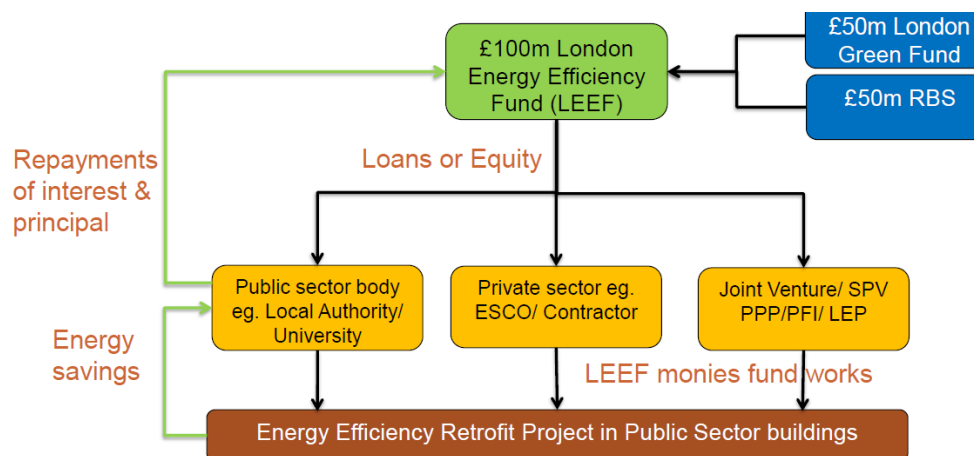 £50m London
Green Fund
£100m London
Energy Efficiency
Fund (LEEF)
£50m RBS
Repayments
of interest &
principal
Loans or Equity
Public sector body
eg. Local Authority/
University
Private sector eg.
ESCO/ Contractor
Joint Venture/ SPV
PPP/PFI/ LEP
Energy
savings
LEEF monies fund works
Energy Efficiency Retrofit Project in Public Sector buildings